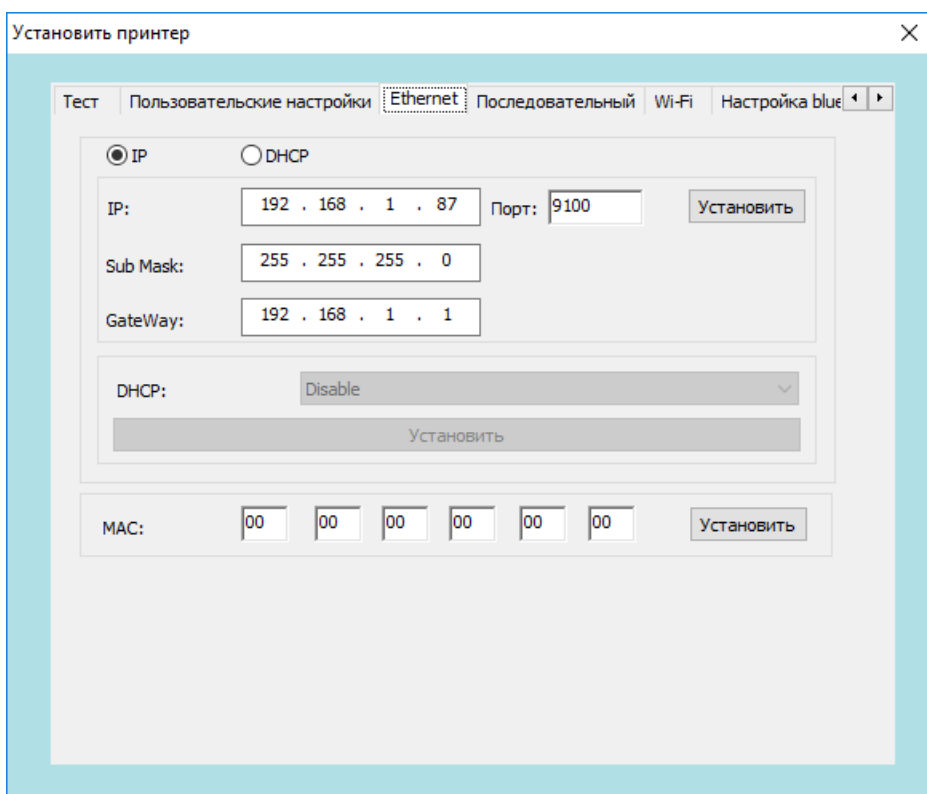 Установить принтер
Тест Пользовательские настройки Ethernet Последовательный Wi-Fi Настройка blue
IP DHCP
IP: 192 . 168 . 1 . 87 Порт: 9100 Установить
Sub Mask: 255 . 255 . 255 . 0
GateWay: 192 . 168 . 1 . 1
DHCP: Disable
Установить
MAC: 00 00 00 00 00 00 Установить